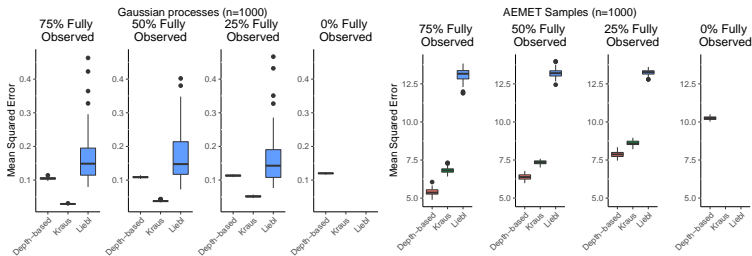 Gaussian processes (n=1000)
75% Fully
Observed
50% Fully
Observed
25% Fully
Observed
0% Fully
Observed
Mean Squared Error
0.4
0.3
0.2
0.1
Depth−based
Kraus
Liebl
0.4
0.3
0.2
0.1
Depth−based
Kraus
Liebl
0.4
0.3
0.2
0.1
Depth−based
Kraus
Liebl
0.4
0.3
0.2
0.1
Depth−based
Kraus
Liebl
AEMET Samples (n=1000)
75% Fully
Observed
50% Fully
Observed
25% Fully
Observed
0% Fully
Observed
Mean Squared Error
12.5
10.0
7.5
5.0
Depth−based
Kraus
Liebl
12.5
10.0
7.5
5.0
Depth−based
Kraus
Liebl
12.5
10.0
7.5
5.0
Depth−based
Kraus
Liebl
12.5
10.0
7.5
5.0
Depth−based
Kraus
Liebl